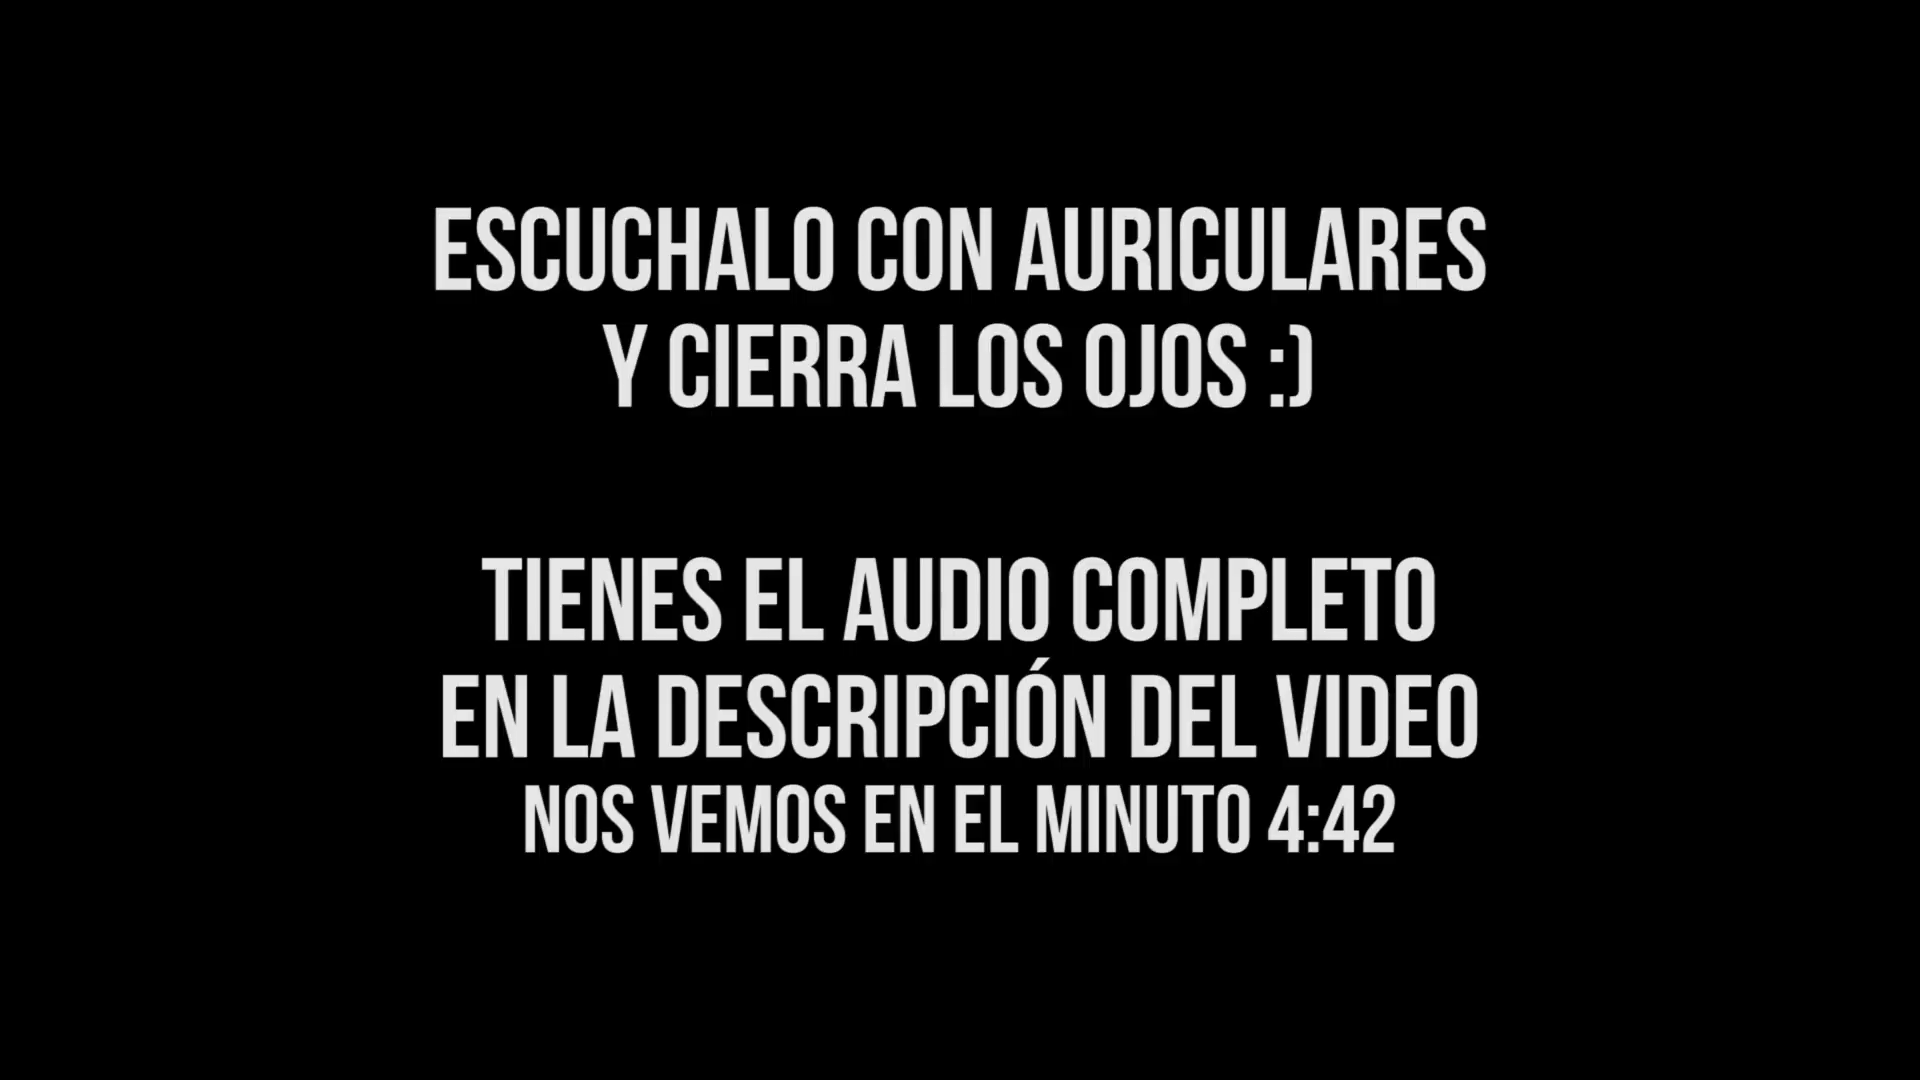 ESCUCHALO CON AURICULARES
Y CIERRA LOS OJOS :)
TIENES EL AUDIO COMPLETO
EN LA DESCRIPCIÓN DEL VIDEO
NOS VEMOS EN EL MINUTO 4:42